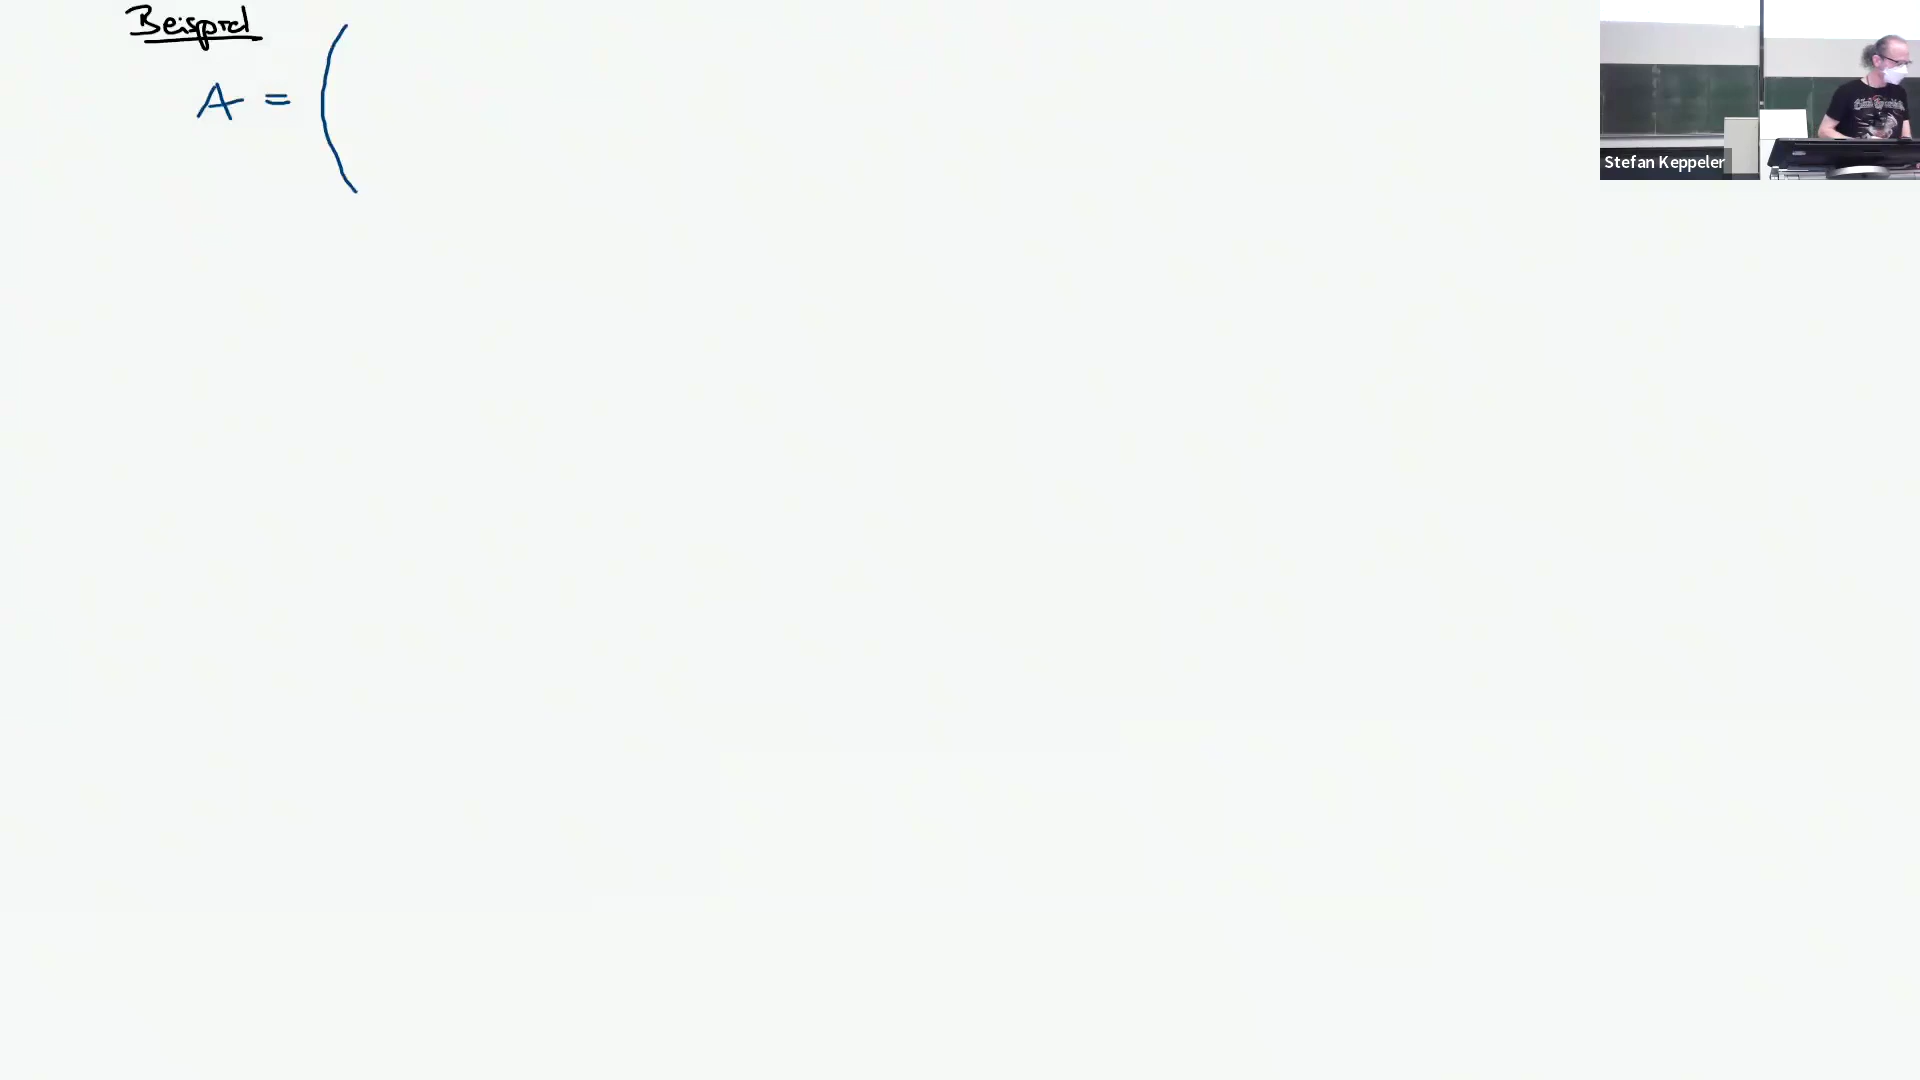 Beispiel
A = (
Stefan Keppeler